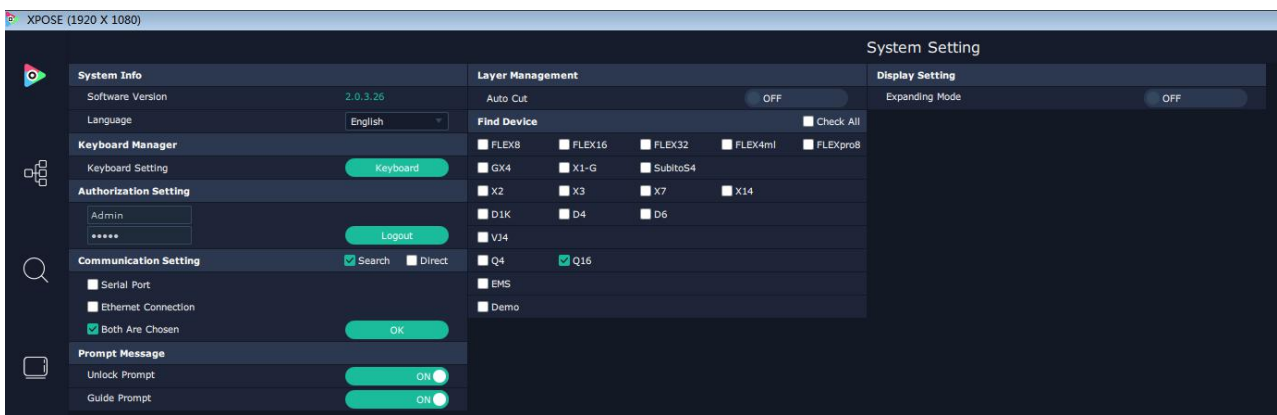 XPOSE (1920 X 1080)
System Setting
System Info
Software Version 2.0.3.26
Language English
Keyboard Manager
Keyboard Setting Keyboard
Authorization Setting
Admin
•••••
Logout
Communication Setting Search Direct
Serial Port
Ethernet Connection
Both Are Chosen OK
Prompt Message
Unlock Prompt ON
Guide Prompt ON
Layer Management
Auto Cut OFF
Find Device Check All
FLEX8 FLEX16 FLEX32 FLEX4ml FLEXpro8
GX4 X1-G SubitoS4
X2 X3 X7 X14
D1K D4 D6
VJ4
Q4 Q16
EMS
Demo
Display Setting
Expanding Mode OFF